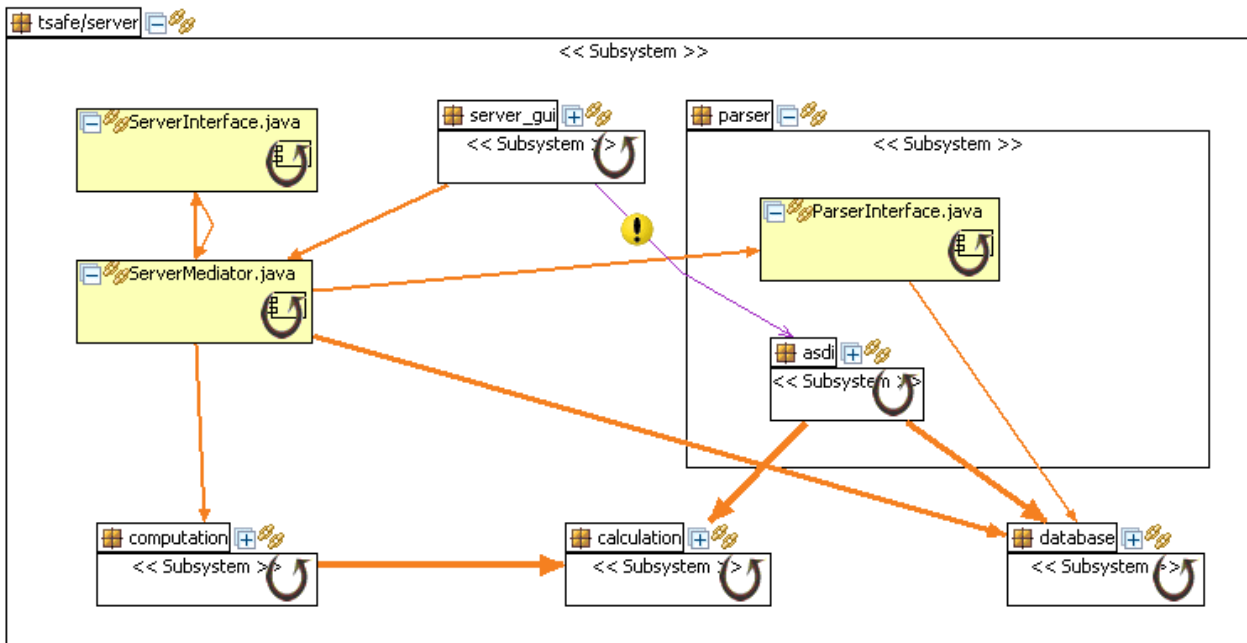 tsafe/server
<< Subsystem >>
ServerInterface.java
server_gui
<< Subsystem >>
parser
<< Subsystem >>
ParserInterface.java
ServerMediator.java
asdi
<< Subsystem >>
computation
<< Subsystem >>
calculation
<< Subsystem >>
database
<< Subsystem >>